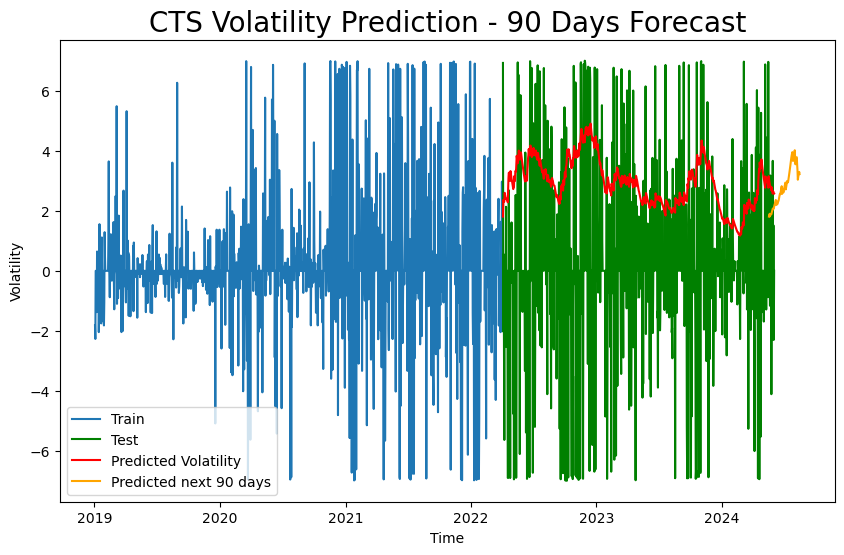 CTS Volatility Prediction - 90 Days Forecast
6
4
2
0
−2
−4
−6
Volatility
Train
Test
Predicted Volatility
Predicted next 90 days
2019 2020 2021 2022 2023 2024
Time